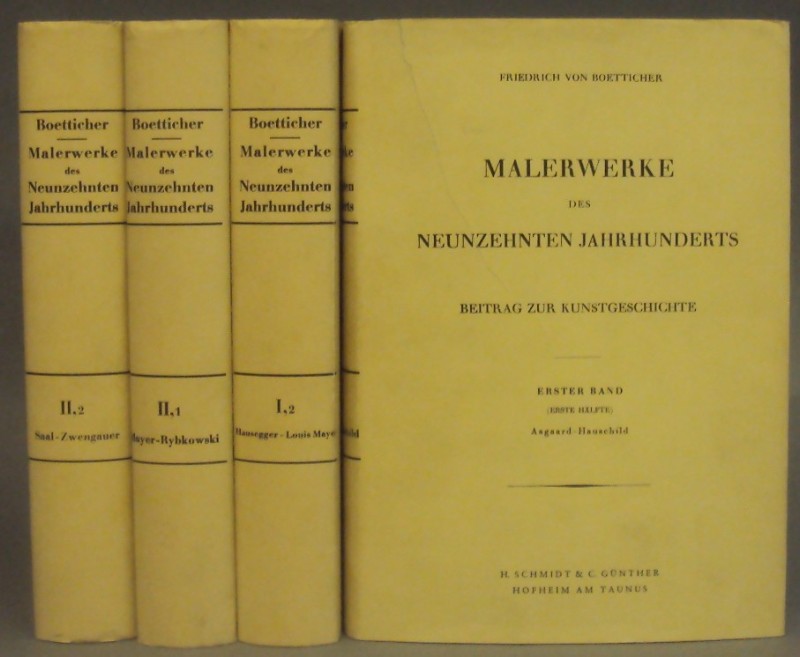 Boetticher
Malerwerke
des
Neunzehnten
Jahrhunderts
II,2
Saal-Zwengauer
Boetticher
Malerwerke
des
Neunzehnten
Jahrhunderts
II,1
Mayer-Rybkowski
Boetticher
Malerwerke
des
Neunzehnten
Jahrhunderts
I,2
Hausegger-Louis Mayer
FRIEDRICH VON BOETTICHER
MALERWERKE
DES
NEUNZEHNTEN JAHRHUNDERTS
BEITRAG ZUR KUNSTGESCHICHTE
ERSTER BAND
(ERSTE HÄLFTE)
Aagaard-Hauschild
H. SCHMIDT & C. GÜNTHER
HOFHEIM AM TAUNUS